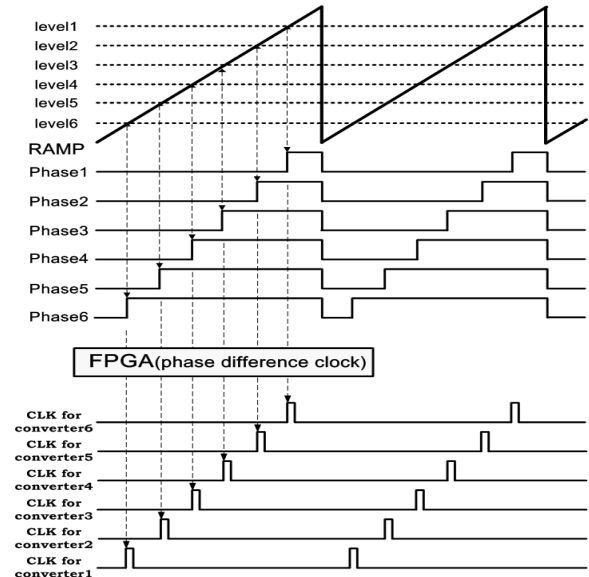 level1
level2
level3
level4
level5
level6
RAMP
Phase1
Phase2
Phase3
Phase4
Phase5
Phase6
FPGA(phase difference clock)
CLK for
converter6
CLK for
converter5
CLK for
converter4
CLK for
converter3
CLK for
converter2
CLK for
converter1